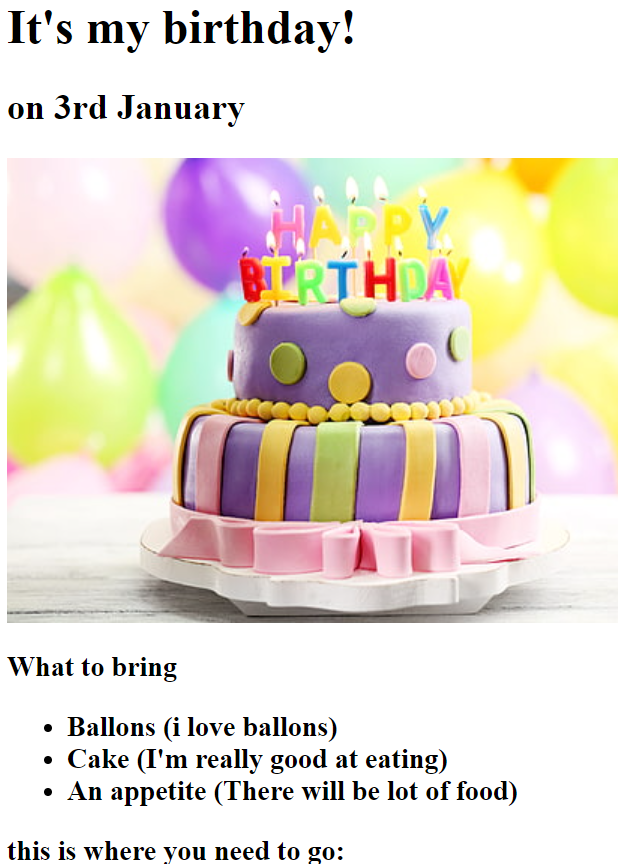 It's my birthday!
on 3rd January
HAPPY
BIRTHDAY
What to bring
Ballons (i love ballons)
Cake (I'm really good at eating)
An appetite (There will be lot of food)
this is where you need to go: